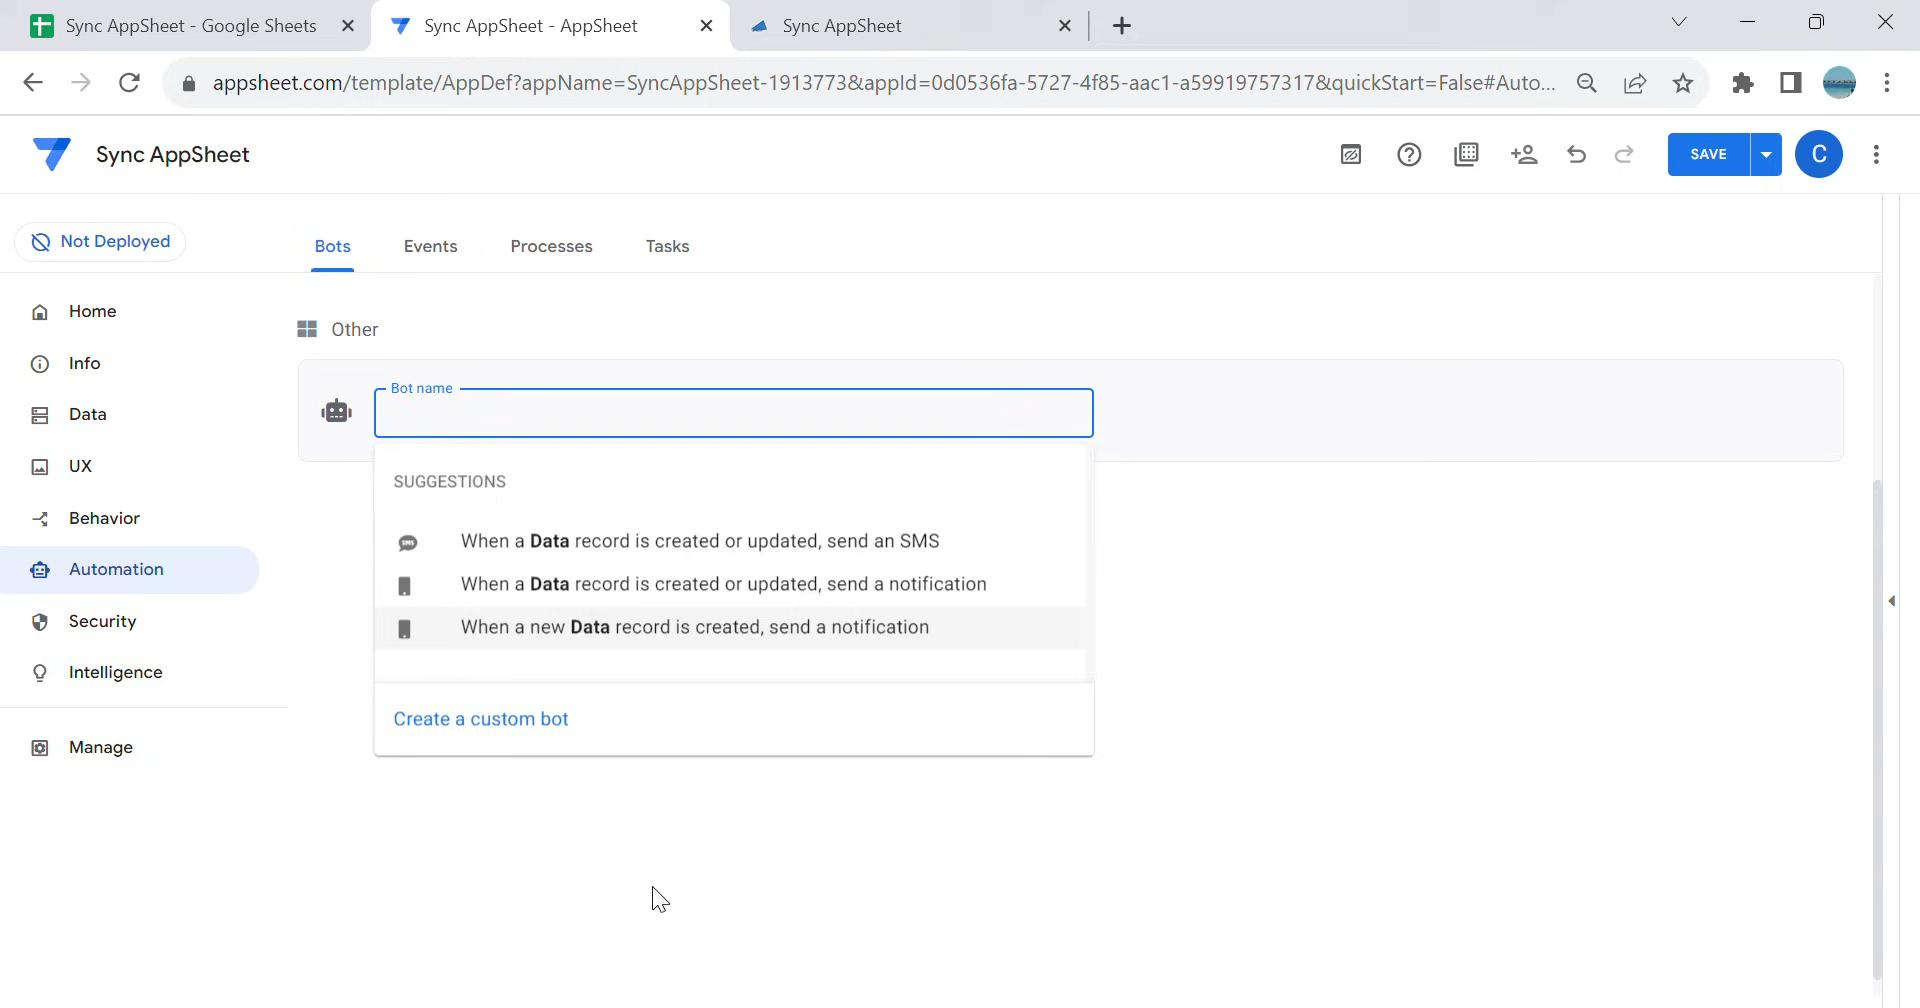 Sync AppSheet - Google Sheets
Sync AppSheet - AppSheet
Sync AppSheet
appsheet.com/template/AppDef?appName=SyncAppSheet-1913773&appId=0d0536fa-5727-4f85-aac1-a59919757317&quickStart=False#Auto...
Sync AppSheet
SAVE
C
Not Deployed
Bots
Events
Processes
Tasks
Home
Info
Data
UX
Behavior
Automation
Security
Intelligence
Manage
Other
Bot name
SUGGESTIONS
SMS
When a Data record is created or updated, send an SMS
When a Data record is created or updated, send a notification
When a new Data record is created, send a notification
Create a custom bot